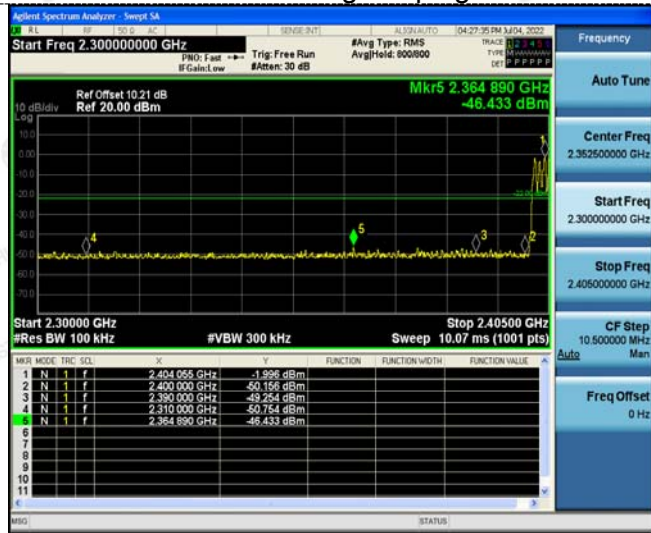 Agilent Spectrum Analyzer - Swept SA
RL RF 50 Ω AC SENSE:INT ALIGNAUTO 04:27:35 PM Jul 04, 2022
Start Freq 2.300000000 GHz
PNO: Fast
IFGain:Low
Trig: Free Run
#Atten: 30 dB
#Avg Type: RMS
Avg|Hold: 800/800
TRACE 1 2 3 4 5 6
TYPE
DET P P P P P P
Ref Offset 10.21 dB
Ref 20.00 dBm
10 dB/div
Log
Mkr5 2.364 890 GHz
-46.433 dBm
10.0
0.00
-10.0
-20.0
-30.0
-40.0
-50.0
-60.0
-70.0
1
2
3
4
5
Start 2.30000 GHz
#Res BW 100 kHz
#VBW 300 kHz
Stop 2.40500 GHz
Sweep 10.07 ms (1001 pts)
MKR MODE TRC SCL X Y FUNCTION FUNCTION WIDTH FUNCTION VALUE
1 N 1 f 2.404 055 GHz -1.996 dBm
2 N 1 f 2.400 000 GHz -50.156 dBm
3 N 1 f 2.390 000 GHz -49.254 dBm
4 N 1 f 2.310 000 GHz -50.754 dBm
5 N 1 f 2.364 890 GHz -46.433 dBm
6
7
8
9
10
11
MSG STATUS
Frequency
Auto Tune
Center Freq
2.352500000 GHz
Start Freq
2.300000000 GHz
Stop Freq
2.405000000 GHz
CF Step
10.500000 MHz
Auto Man
Freq Offset
0 Hz